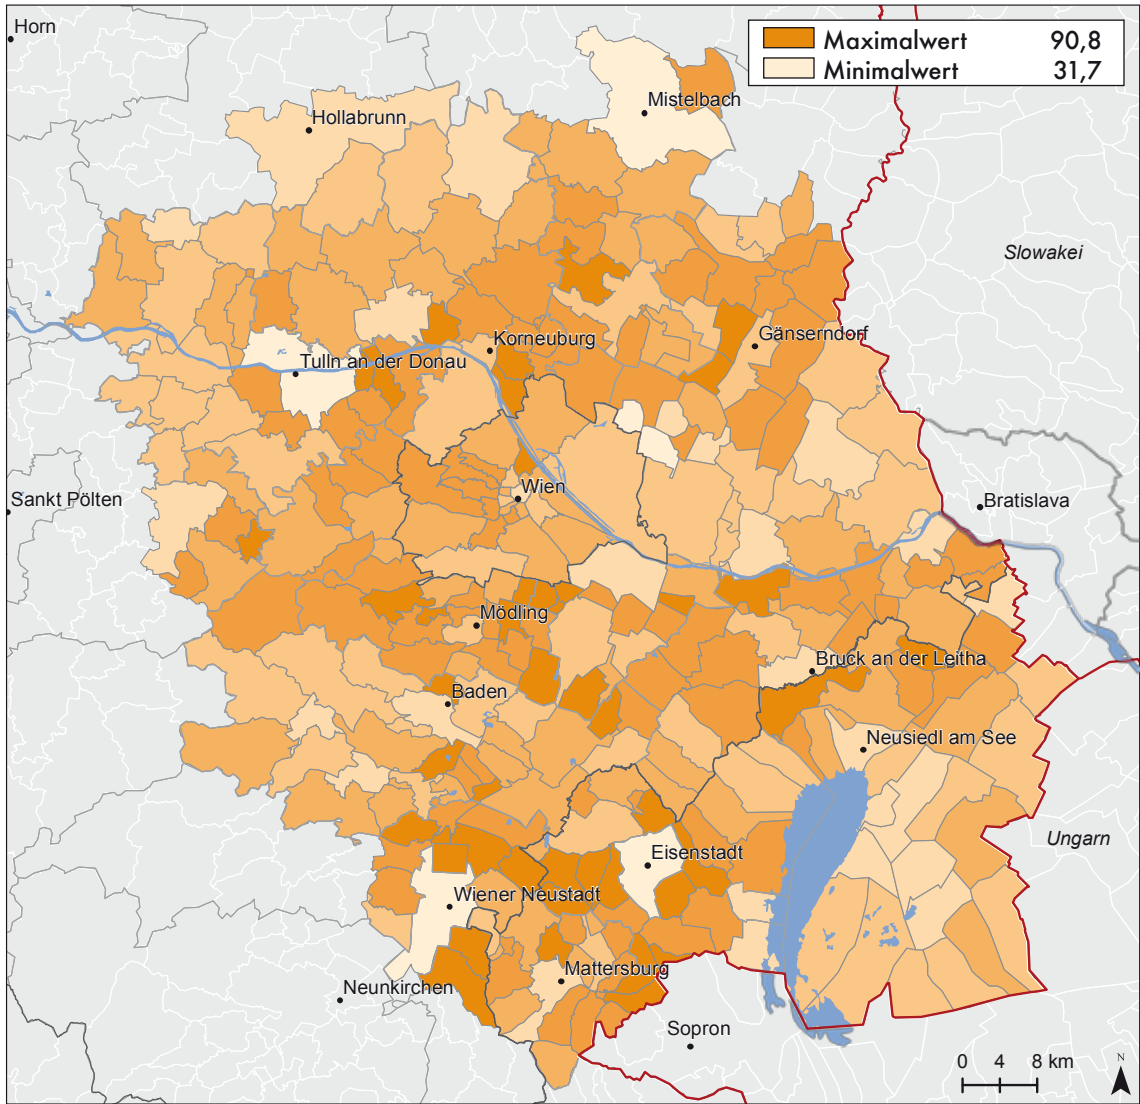 Horn
Maximalwert 90,8
Minimalwert 31,7
Mistelbach
Hollabrunn
Slowakei
Gänserndorf
Korneuburg
Tulln an der Donau
Wien
Sankt Pölten
Bratislava
Mödling
Bruck an der Leitha
Baden
Neusiedl am See
Ungarn
Eisenstadt
Wiener Neustadt
Mattersburg
Neunkirchen
Sopron
0 4 8 km
N